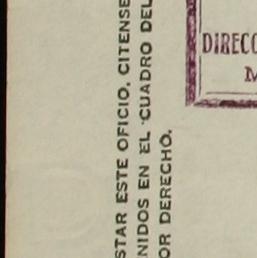 STAR ESTE OFICIO, CITENSE
NIDOS EN EL CUADRO DEL
OR DERECHO.
DIRECC
M